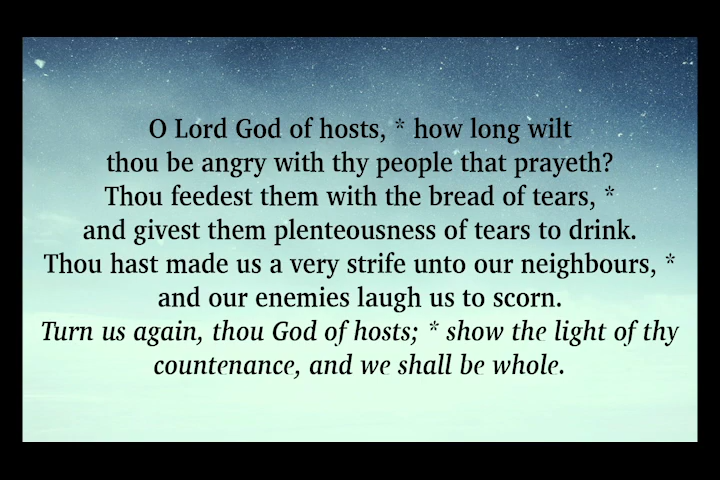 O Lord God of hosts, * how long wilt
thou be angry with thy people that prayeth?
Thou feedest them with the bread of tears, *
and givest them plenteousness of tears to drink.
Thou hast made us a very strife unto our neighbours, *
and our enemies laugh us to scorn.
Turn us again, thou God of hosts; * show the light of thy
countenance, and we shall be whole.